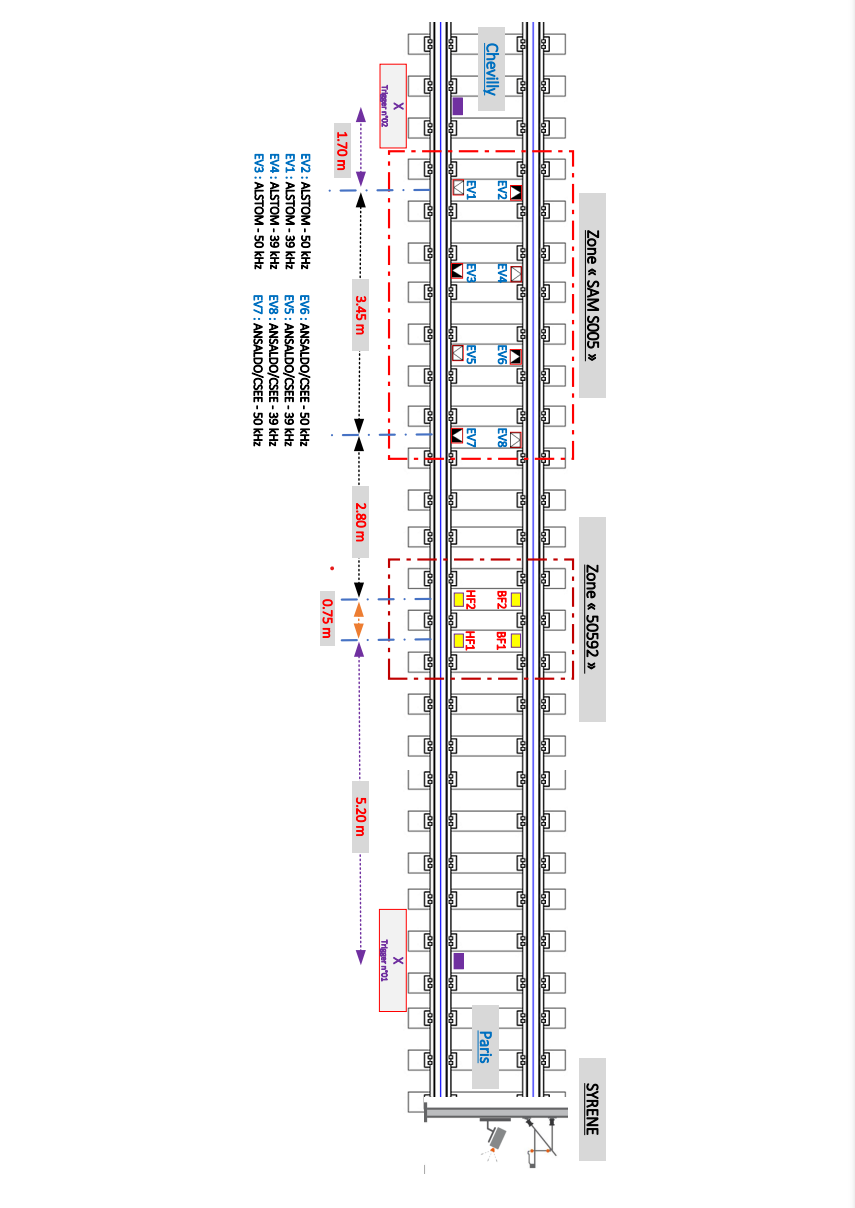 Zone « SAM S005 »
Zone « 50592 »
SYRENE
Chevilly
Paris
EV2
EV4
EV6
EV8
BF2
BF1
EV1
EV3
EV5
EV7
HF2
HF1
X
Trigger n°02
X
Trigger n°01
1.70 m
3.45 m
2.80 m
0.75 m
5.20 m
EV2 : ALSTOM - 50 kHz
EV1 : ALSTOM - 39 kHz
EV4 : ALSTOM - 39 kHz
EV3 : ALSTOM - 50 kHz
EV6 : ANSALDO/CSEE - 50 kHz
EV5 : ANSALDO/CSEE - 39 kHz
EV8 : ANSALDO/CSEE - 39 kHz
EV7 : ANSALDO/CSEE - 50 kHz